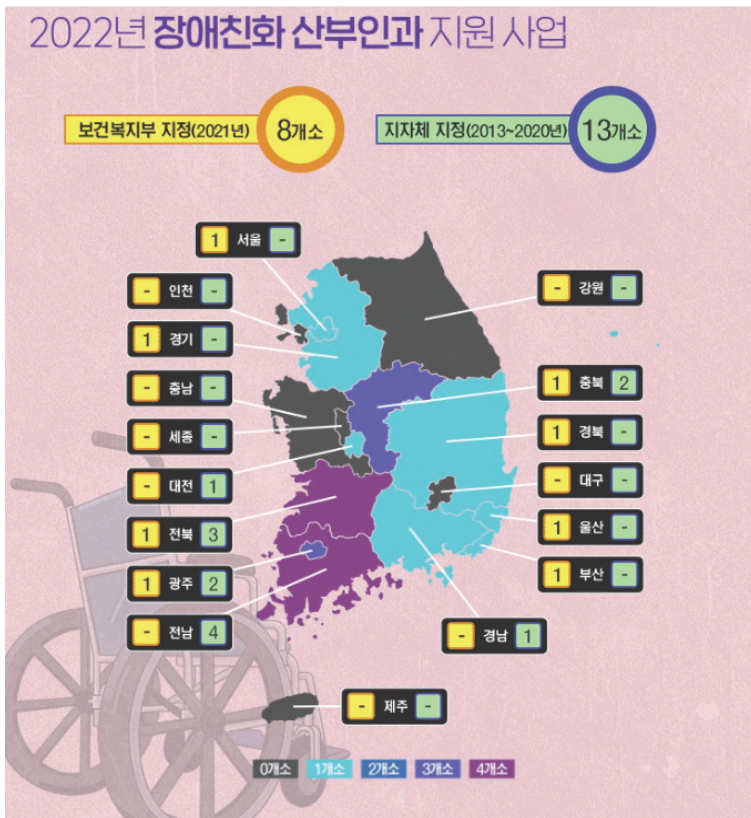 2022년 장애친화 산부인과 지원 사업
보건복지부 지정(2021년) 8개소
지자체 지정(2013~2020년) 13개소
1 서울 -
- 인천 -
- 강원 -
1 경기 -
- 충남 -
1 충북 2
- 세종 -
1 경북 -
- 대전 1
- 대구 -
1 전북 3
1 울산 -
1 광주 2
1 부산 -
- 전남 4
- 경남 1
- 제주 -
0개소 1개소 2개소 3개소 4개소